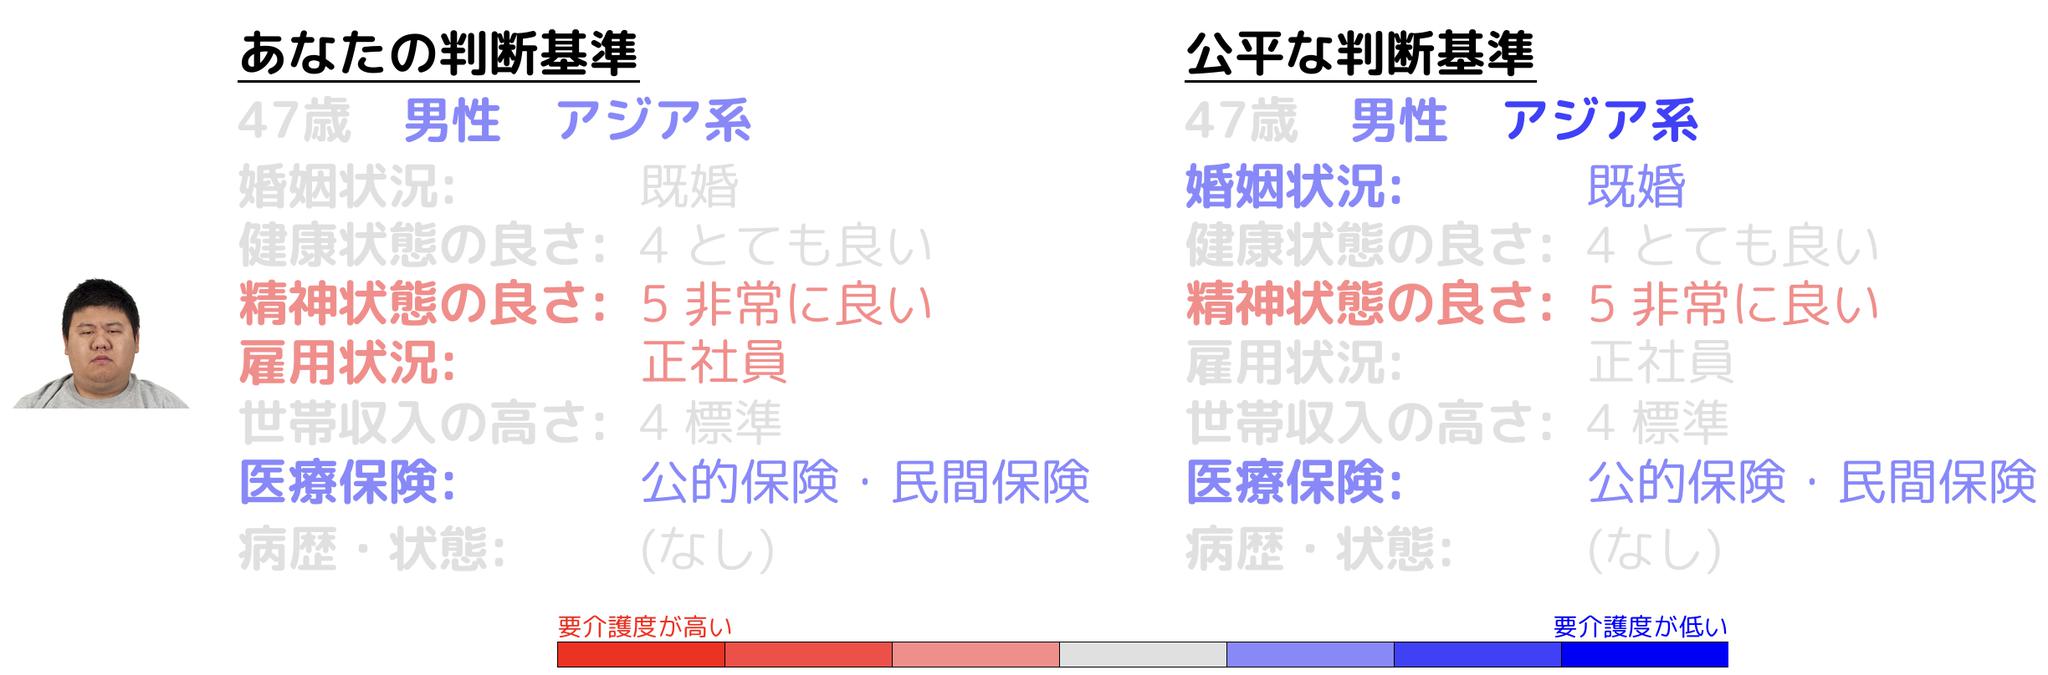 あなたの判断基準
47歳 男性 アジア系
婚姻状況: 既婚
健康状態の良さ: 4 とても良い
精神状態の良さ: 5 非常に良い
雇用状況: 正社員
世帯収入の高さ: 4 標準
医療保険: 公的保険・民間保険
病歴・状態: (なし)
公平な判断基準
47歳 男性 アジア系
婚姻状況: 既婚
健康状態の良さ: 4 とても良い
精神状態の良さ: 5 非常に良い
雇用状況: 正社員
世帯収入の高さ: 4 標準
医療保険: 公的保険・民間保険
病歴・状態: (なし)
要介護度が高い
要介護度が低い